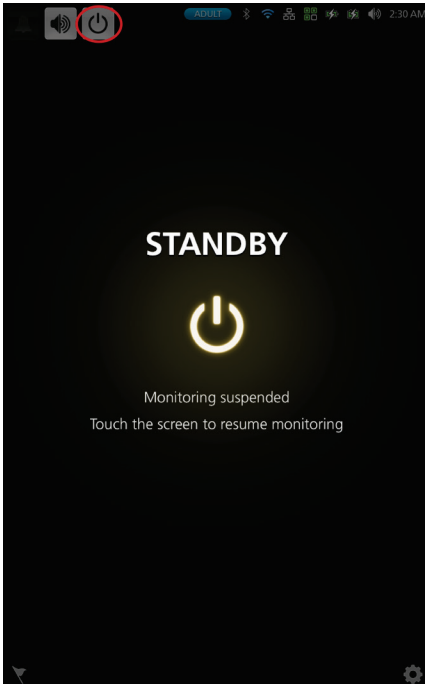 ADULT 2:30 AM
STANDBY
Monitoring suspended
Touch the screen to resume monitoring